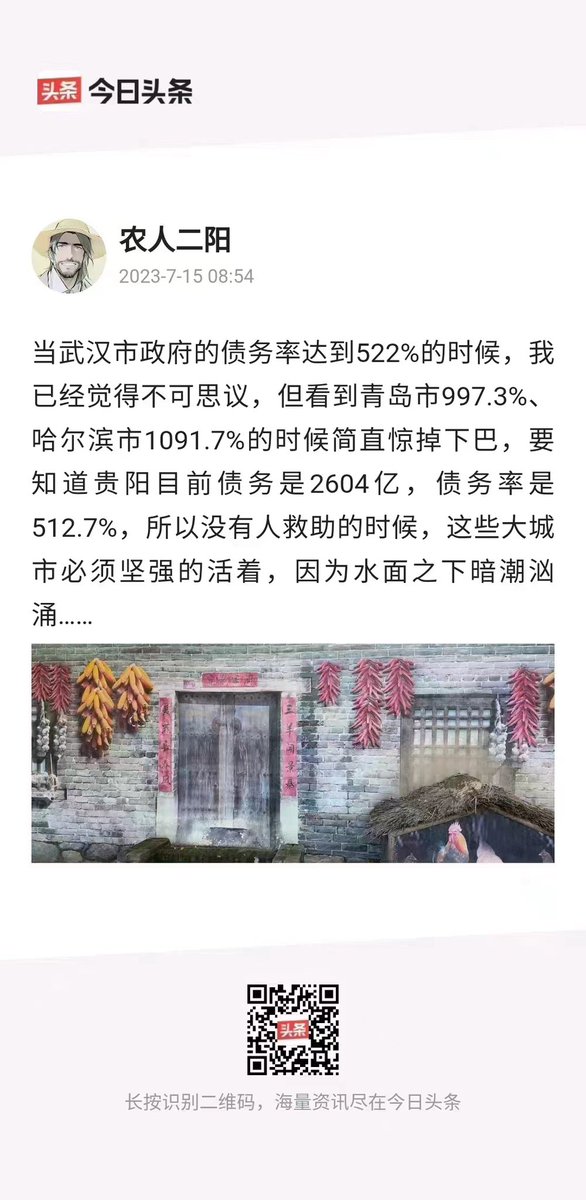 头条 今日头条
农人二阳
2023-7-15 08:54
当武汉市政府的债务率达到522%的时候，我
已经觉得不可思议，但看到青岛市997.3%、
哈尔滨市1091.7%的时候简直惊掉下巴，要
知道贵阳目前债务是2604亿，债务率是
512.7%，所以没有人救助的时候，这些大城
市必须坚强的活着，因为水面之下暗潮汹
涌……
头条
长按识别二维码，海量资讯尽在今日头条